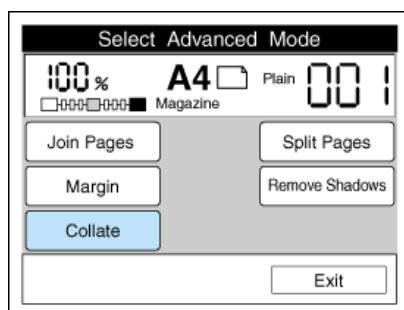 Select Advanced Mode
100 % A4 Plain 001
Magazine
Join Pages Split Pages
Margin Remove Shadows
Collate
Exit